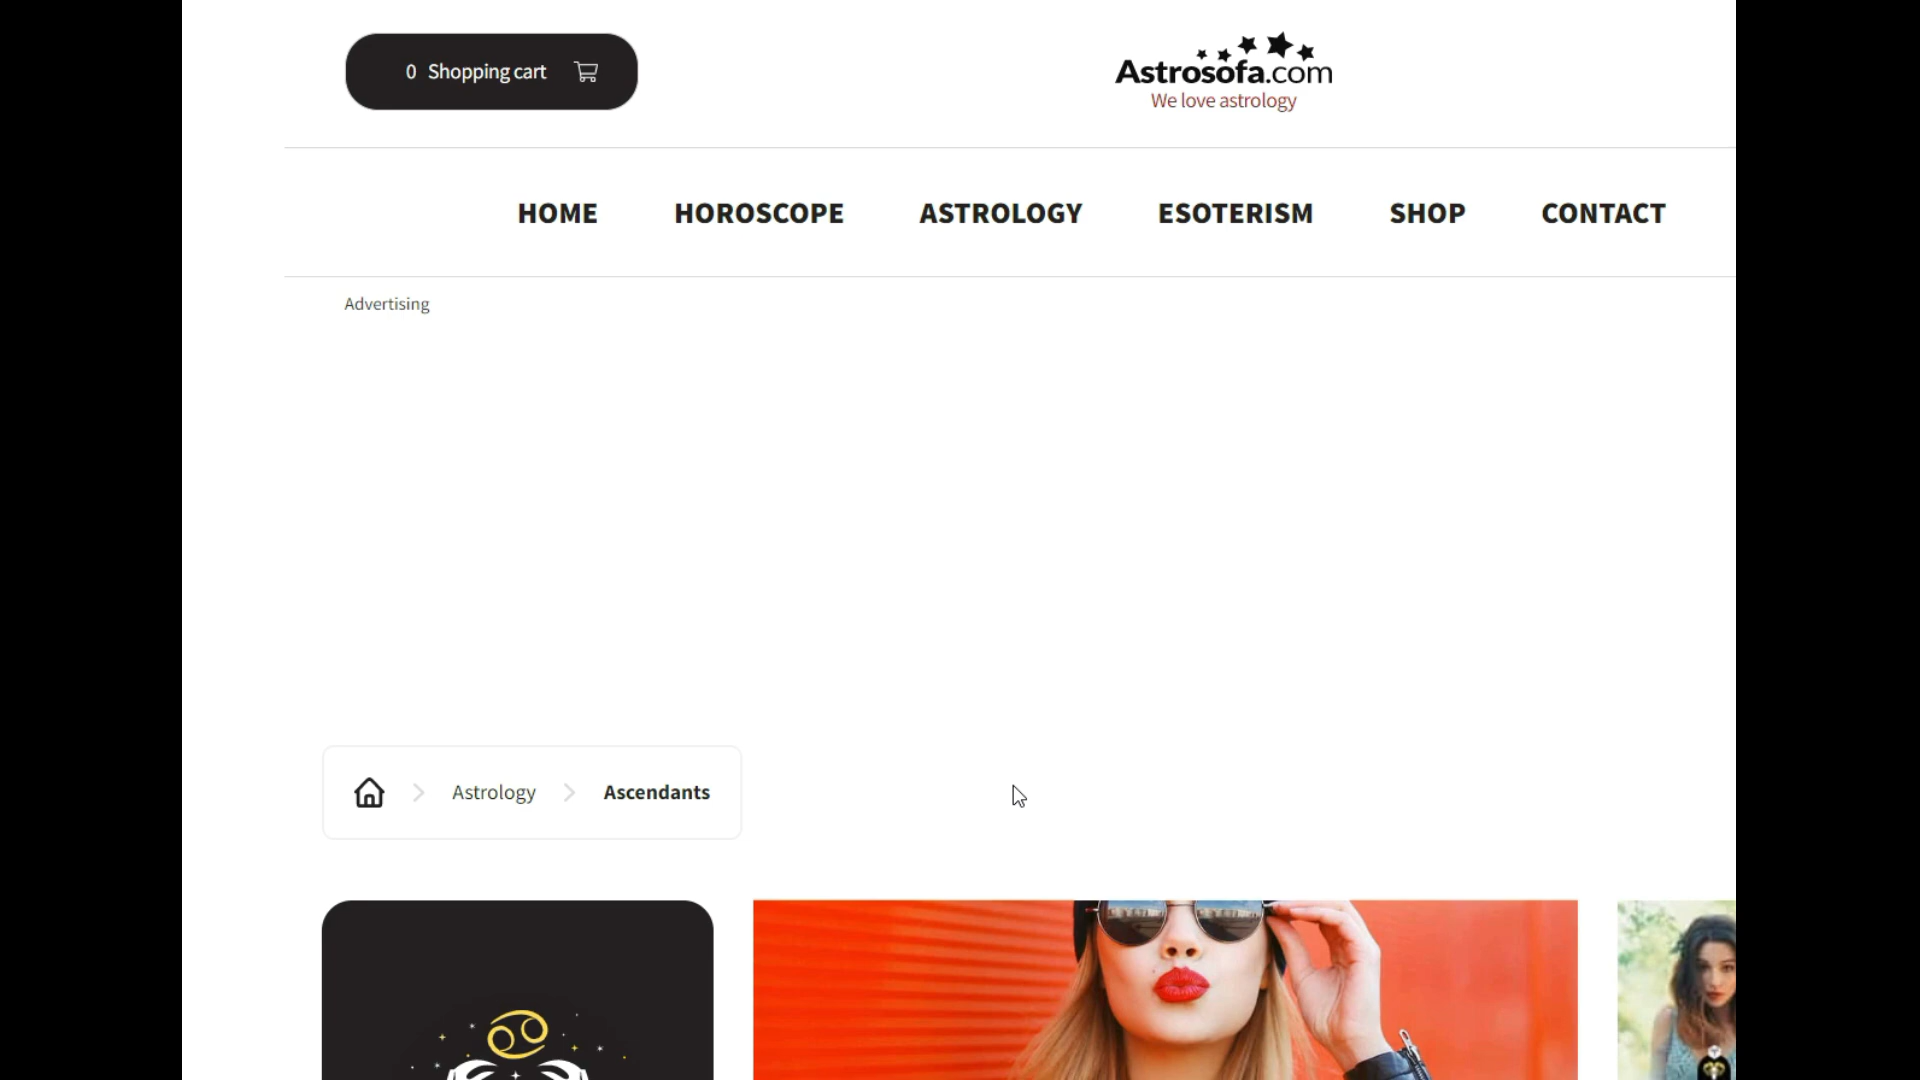 0 Shopping cart
Astrosofa.com
We love astrology
HOME HOROSCOPE ASTROLOGY ESOTERISM SHOP CONTACT
Advertising
Astrology Ascendants